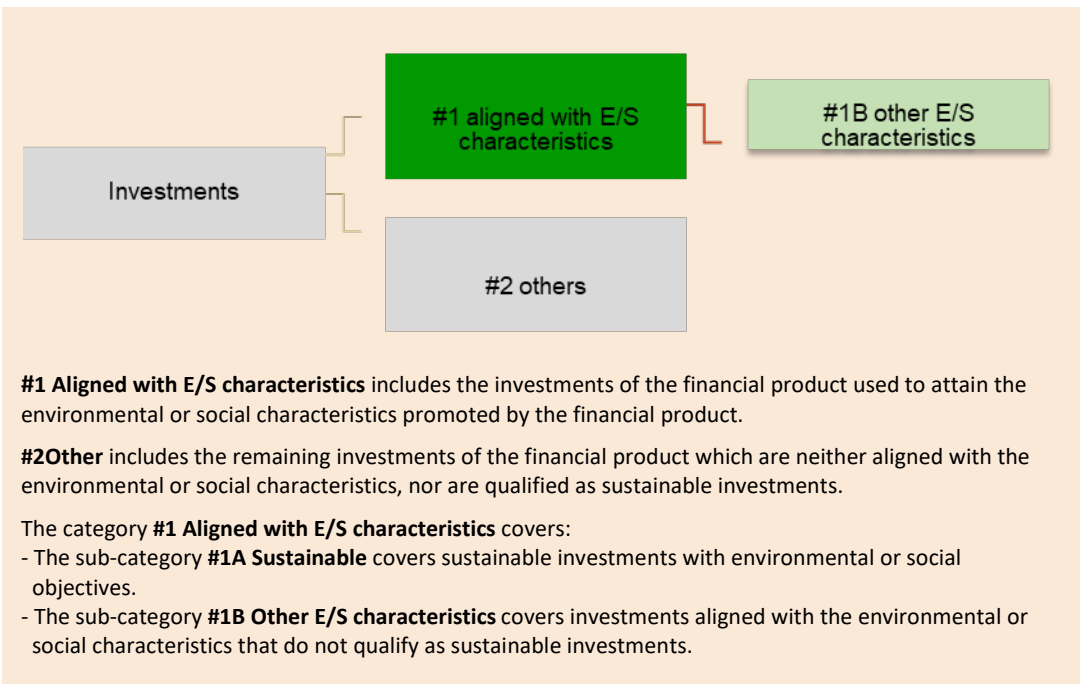 #1 aligned with E/S
characteristics
#1B other E/S
characteristics
Investments
#2 others
#1 Aligned with E/S characteristics includes the investments of the financial product used to attain the
environmental or social characteristics promoted by the financial product.
#2Other includes the remaining investments of the financial product which are neither aligned with the
environmental or social characteristics, nor are qualified as sustainable investments.
The category #1 Aligned with E/S characteristics covers:
- The sub-category #1A Sustainable covers sustainable investments with environmental or social
objectives.
- The sub-category #1B Other E/S characteristics covers investments aligned with the environmental or
social characteristics that do not qualify as sustainable investments.